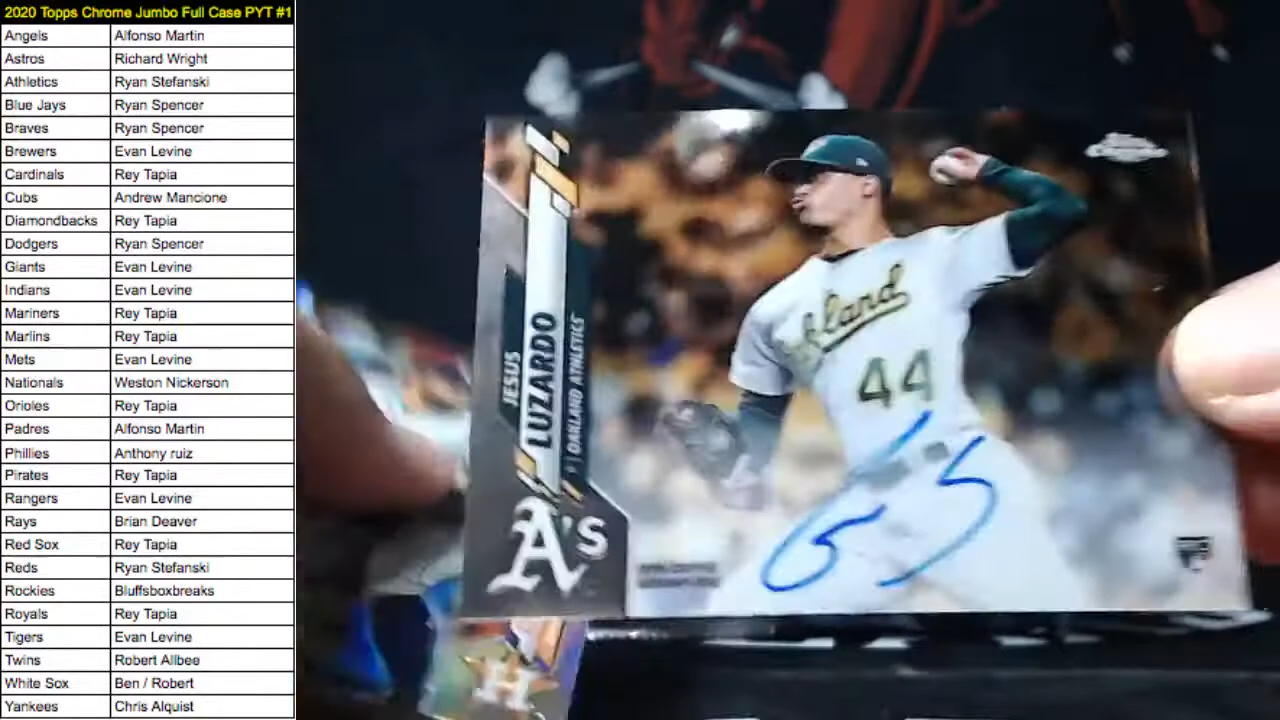 2020 Topps Chrome Jumbo Full Case PYT #1
Angels Alfonso Martin
Astros Richard Wright
Athletics Ryan Stefanski
Blue Jays Ryan Spencer
Braves Ryan Spencer
Brewers Evan Levine
Cardinals Rey Tapia
Cubs Andrew Mancione
Diamondbacks Rey Tapia
Dodgers Ryan Spencer
Giants Evan Levine
Indians Evan Levine
Mariners Rey Tapia
Marlins Rey Tapia
Mets Evan Levine
Nationals Weston Nickerson
Orioles Rey Tapia
Padres Alfonso Martin
Phillies Anthony ruiz
Pirates Rey Tapia
Rangers Evan Levine
Rays Brian Deaver
Red Sox Rey Tapia
Reds Ryan Stefanski
Rockies Bluffsboxbreaks
Royals Rey Tapia
Tigers Evan Levine
Twins Robert Allbee
White Sox Ben / Robert
Yankees Chris Alquist
JESUS
LUZARDO
OAKLAND ATHLETICS
A's
44
H